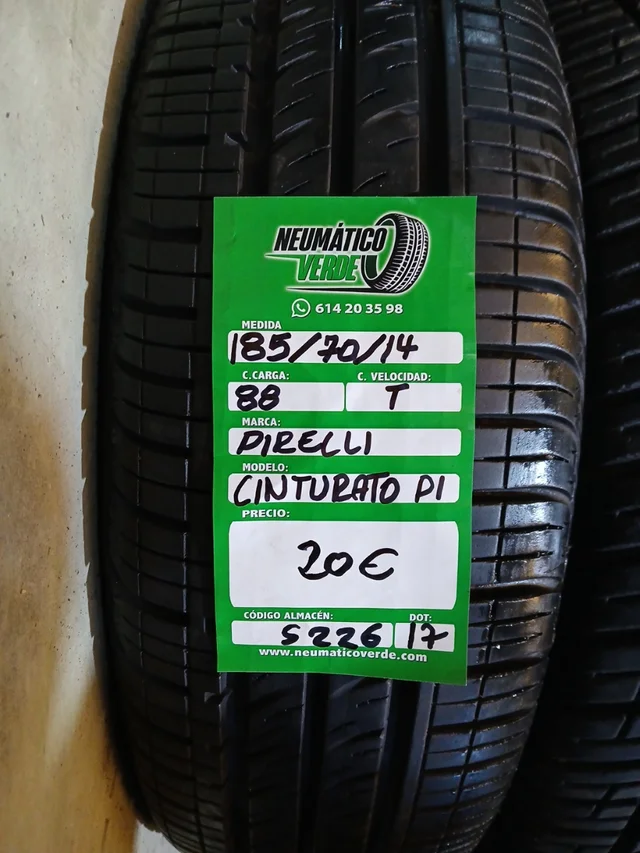 NEUMÁTICO
VERDE
614 20 35 98
MEDIDA
185/70/14
C.CARGA: C. VELOCIDAD:
88 T
MARCA:
PIRELLI
MODELO:
CINTURATO P1
PRECIO:
20€
CÓDIGO ALMACÉN: DOT:
S226 17
www.neumaticoverde.com